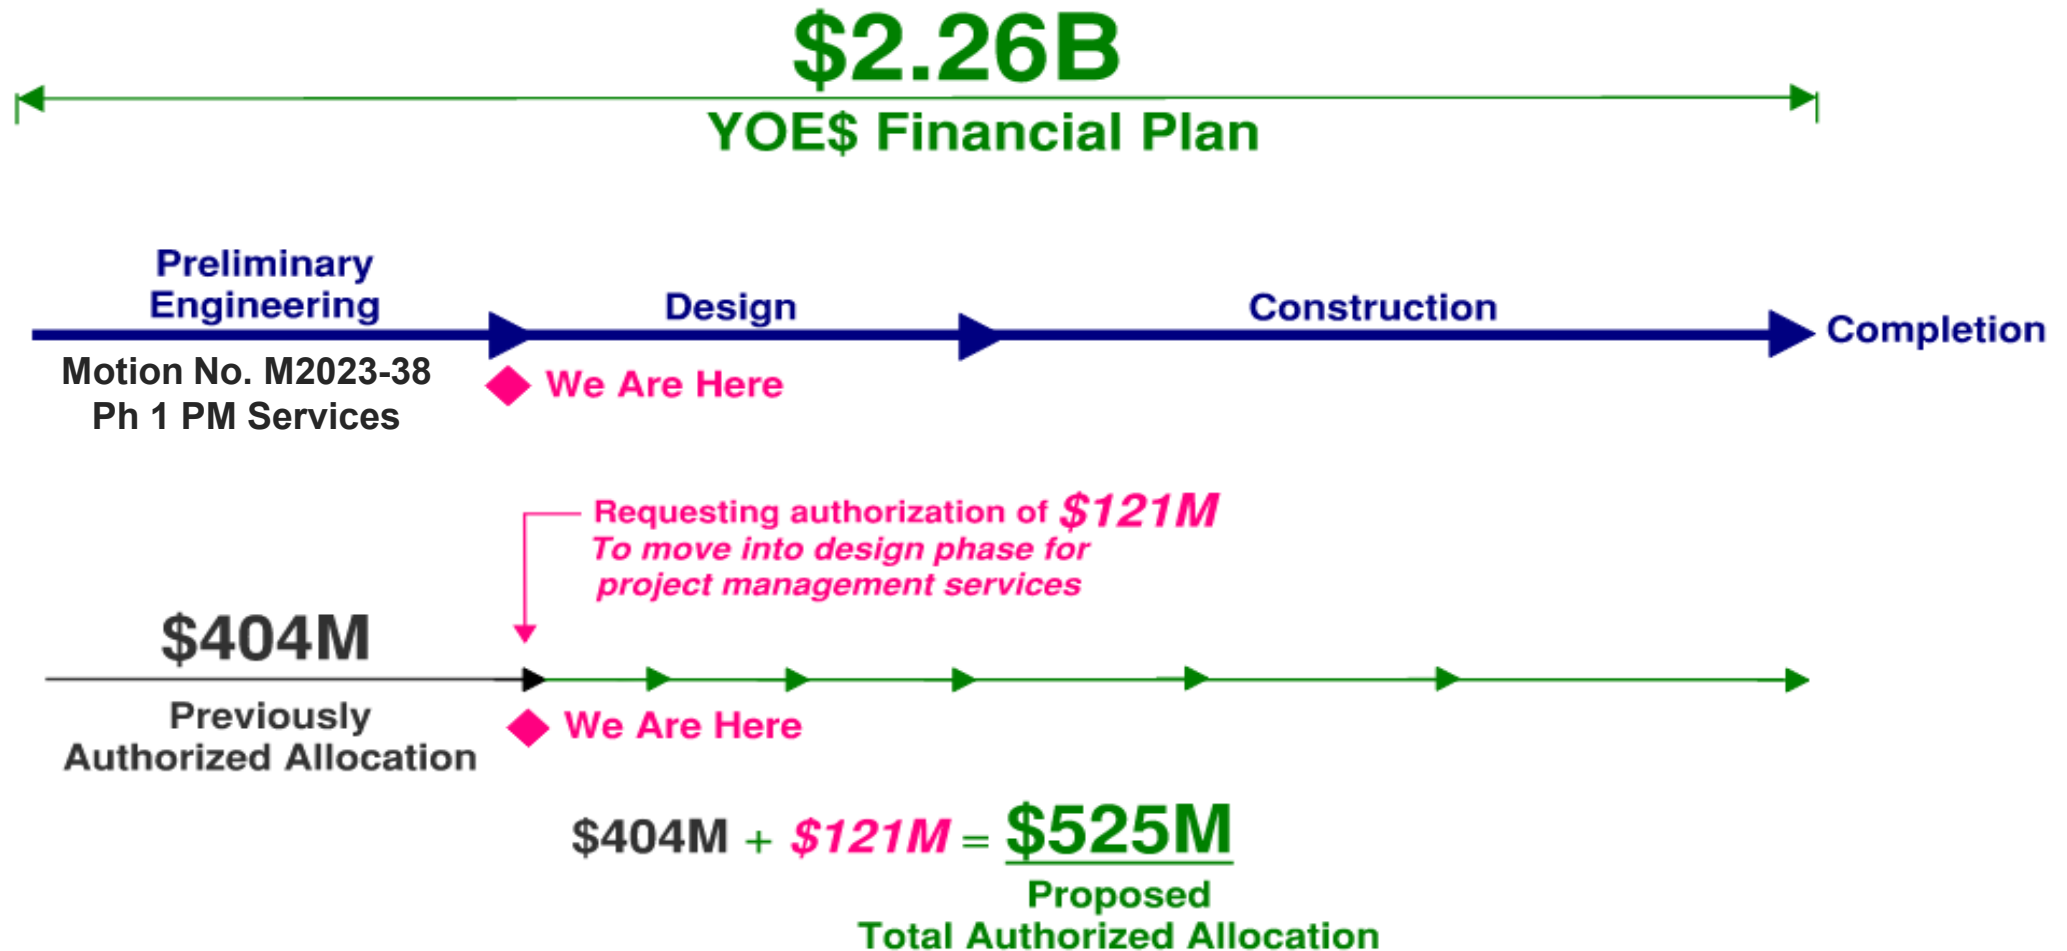 $2.26B
YOE$ Financial Plan
Preliminary
Engineering
Design
Construction
Completion
Motion No. M2023-38
Ph 1 PM Services
We Are Here
Requesting authorization of $121M
To move into design phase for
project management services
$404M
Previously
Authorized Allocation
We Are Here
$404M + $121M = $525M
Proposed
Total Authorized Allocation